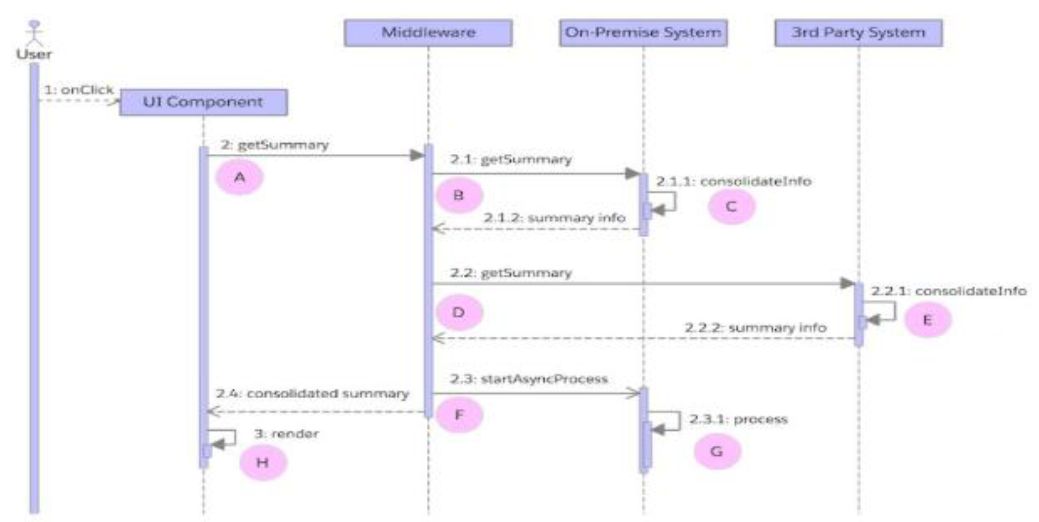 User
Middleware
On-Premise System
3rd Party System
1: onClick
UI Component
2: getSummary
A
2.1: getSummary
B
2.1.1: consolidateInfo
C
2.1.2: summary info
2.2: getSummary
D
2.2.1: consolidateInfo
E
2.2.2: summary info
2.3: startAsyncProcess
2.4: consolidated summary
F
2.3.1: process
G
3: render
H